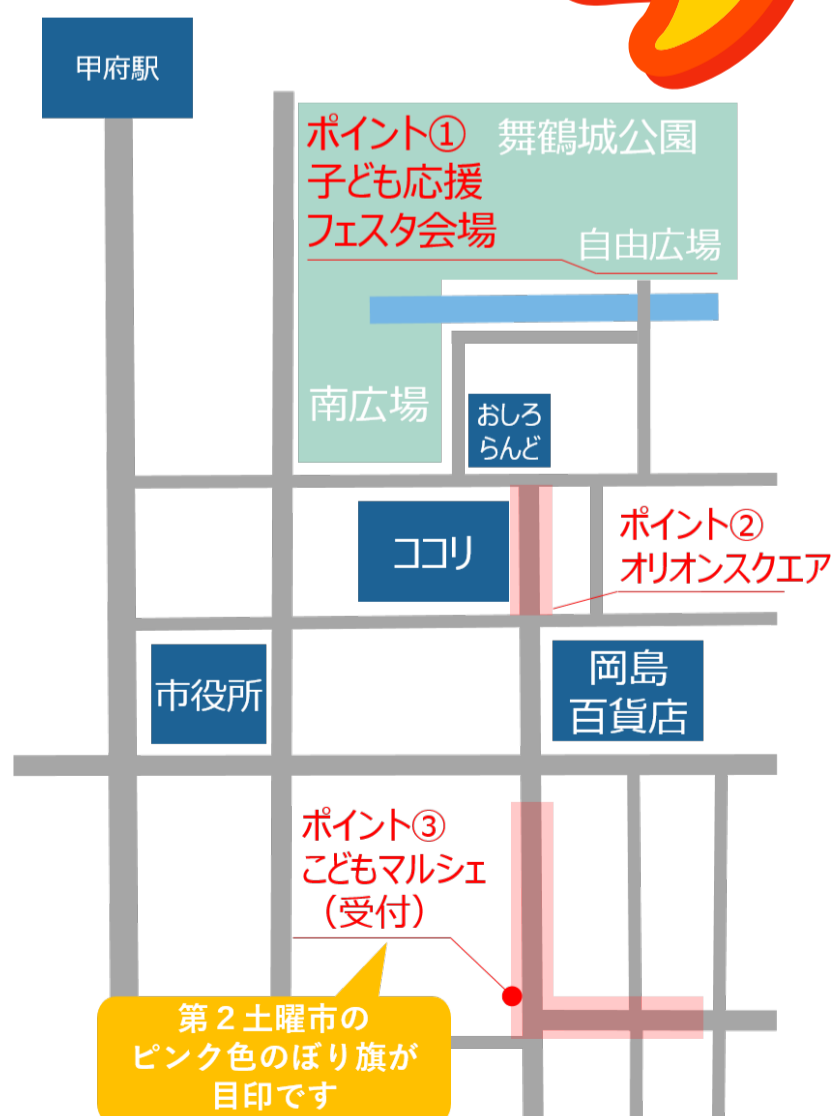 甲府駅
ポイント①
子ども応援
フェスタ会場
舞鶴城公園
自由広場
南広場
おしろ
らんど
ココリ
ポイント②
オリオンスクエア
市役所
岡島
百貨店
ポイント③
こどもマルシェ
（受付）
第２土曜市の
ピンク色のぼり旗が
目印です